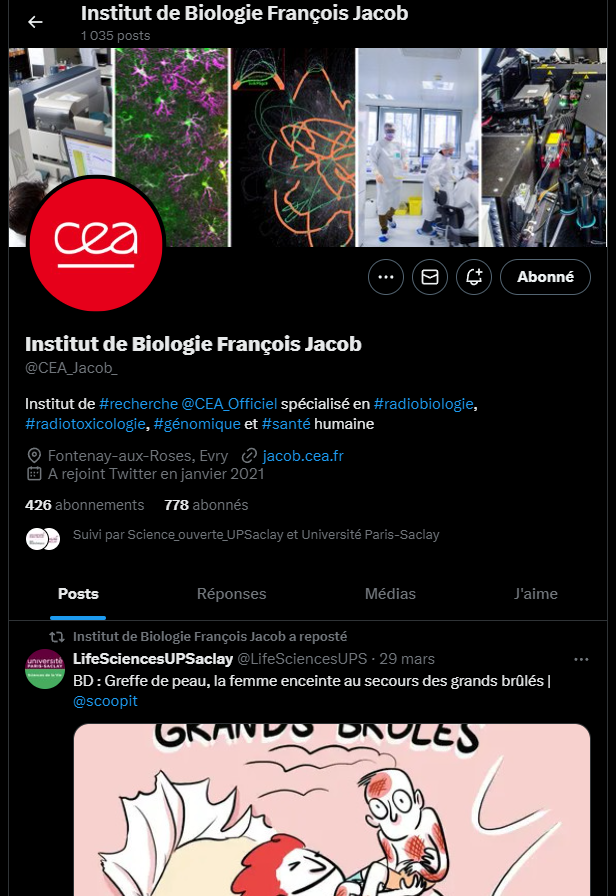 Institut de Biologie François Jacob
1 035 posts
cea
Abonné
Institut de Biologie François Jacob
@CEA_Jacob_
Institut de #recherche @CEA_Officiel spécialisé en #radiobiologie,
#radiotoxicologie, #génomique et #santé humaine
Fontenay-aux-Roses, Evry jacob.cea.fr
A rejoint Twitter en janvier 2021
426 abonnements 778 abonnés
Suivi par Science_ouverte_UPSaclay et Université Paris-Saclay
Posts Réponses Médias J'aime
Institut de Biologie François Jacob a reposté
université
PARIS-SACLAY
Sciences de la Vie
LifeSciencesUPSaclay @LifeSciencesUPS · 29 mars
BD : Greffe de peau, la femme enceinte au secours des grands brûlés |
@scoopit
GRANDS BRÛLÉS